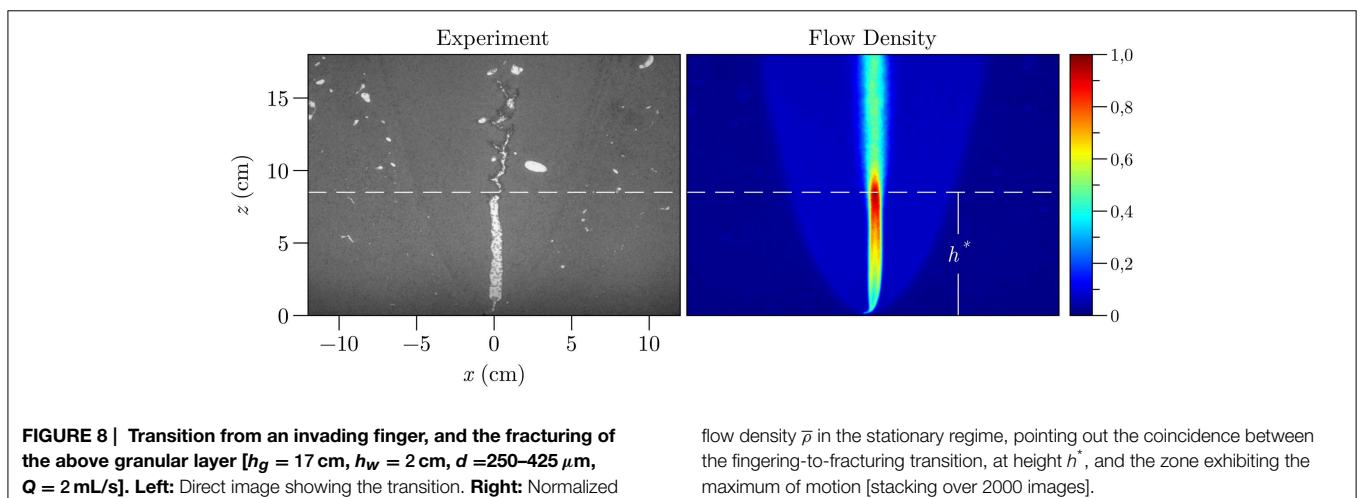 Experiment
Flow Density
15
10
5
0
z (cm)
−10 −5 0 5 10
x (cm)
h*
1,0
0,8
0,6
0,4
0,2
0
FIGURE 8 | Transition from an invading finger, and the fracturing of
the above granular layer [hg = 17 cm, hw = 2 cm, d =250–425 μm,
Q = 2 mL/s]. Left: Direct image showing the transition. Right: Normalized
flow density ρ̅ in the stationary regime, pointing out the coincidence between
the fingering-to-fracturing transition, at height h*, and the zone exhibiting the
maximum of motion [stacking over 2000 images].